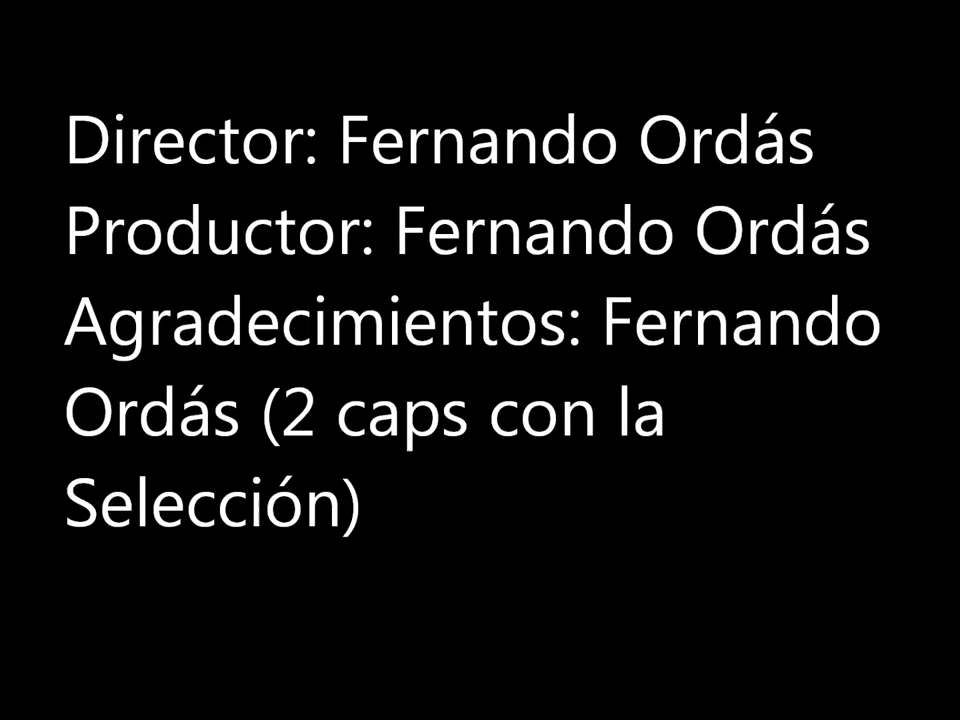 Director: Fernando Ordás
Productor: Fernando Ordás
Agradecimientos: Fernando
Ordás (2 caps con la
Selección)